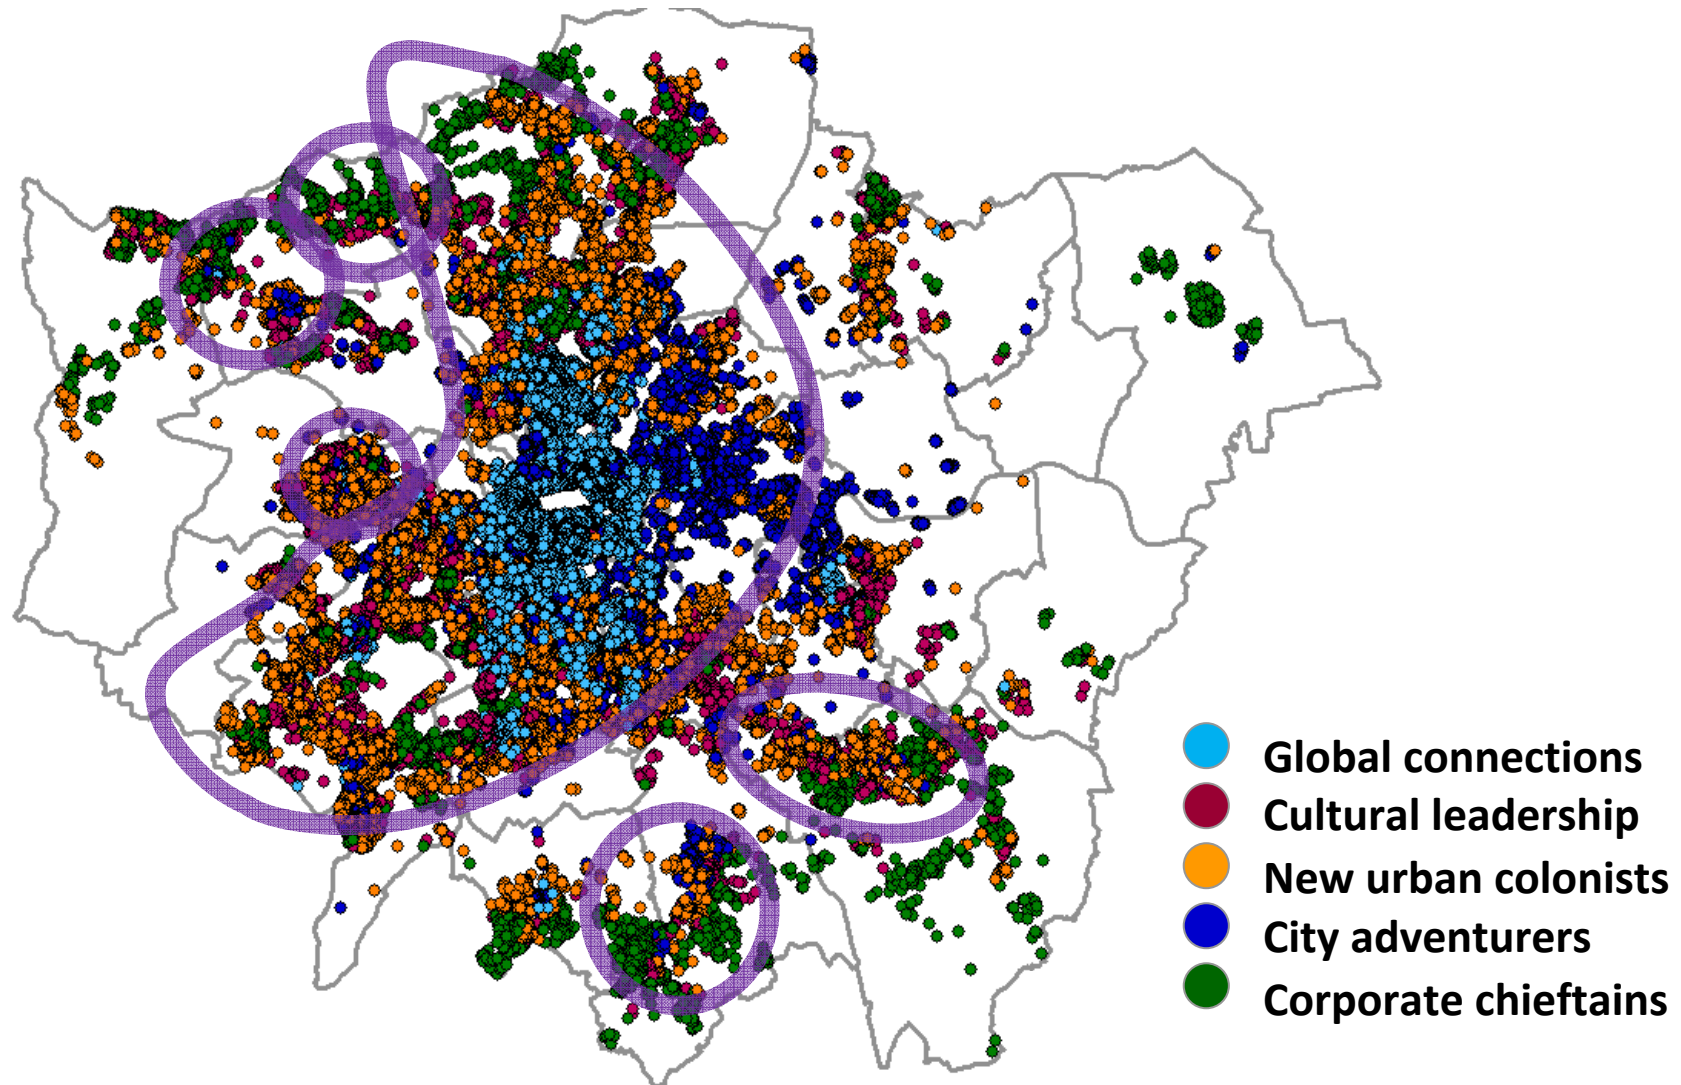 Global connections
Cultural leadership
New urban colonists
City adventurers
Corporate chieftains